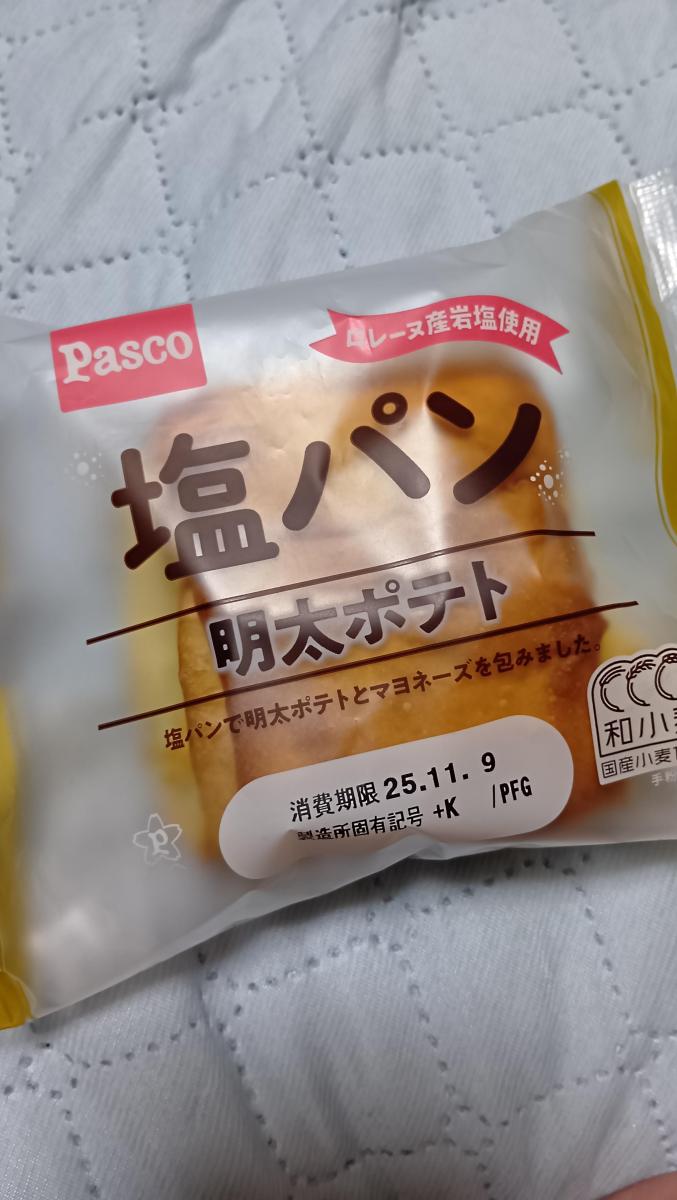 Pasco
ロレーヌ産岩塩使用
塩パン
明太ポテト
塩パンで明太ポテトとマヨネーズを包みました。
和小
国産小麦
手粉
消費期限 25.11. 9
製造所固有記号 +K /PFG
P